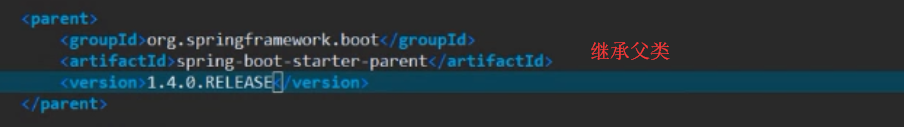 <parent>
<groupId>org.springframework.boot</groupId>
<artifactId>spring-boot-starter-parent</artifactId> 继承父类
<version>1.4.0.RELEASE</version>
</parent>